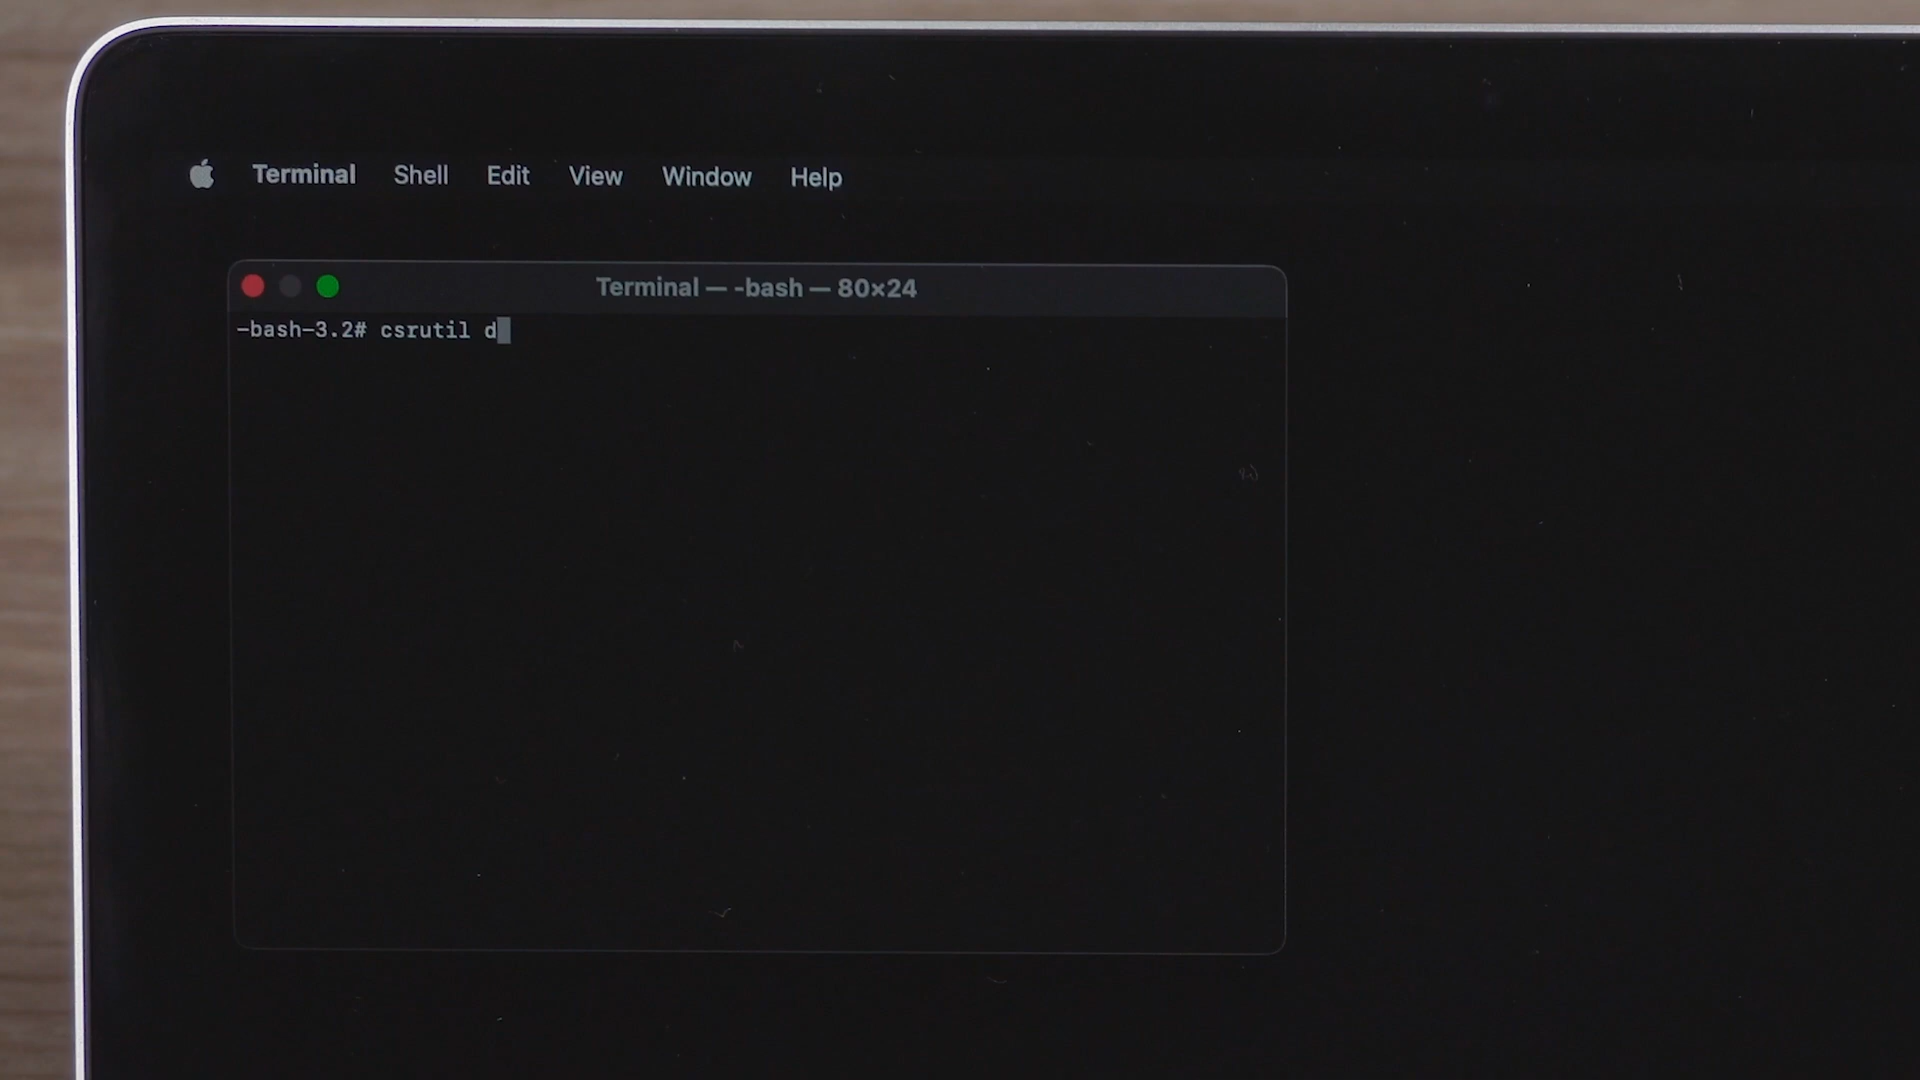 Terminal Shell Edit View Window Help
Terminal — -bash — 80×24
-bash-3.2# csrutil d